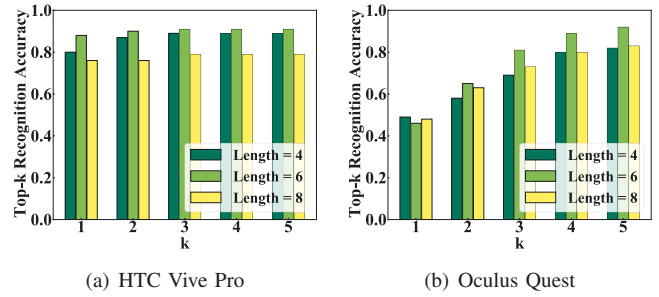 Top-k Recognition Accuracy
1.0
0.8
0.6
0.4
0.2
0.0
Length = 4
Length = 6
Length = 8
1 2 3 4 5
k
(a) HTC Vive Pro
Top-k Recognition Accuracy
1.0
0.8
0.6
0.4
0.2
0.0
Length = 4
Length = 6
Length = 8
1 2 3 4 5
k
(b) Oculus Quest